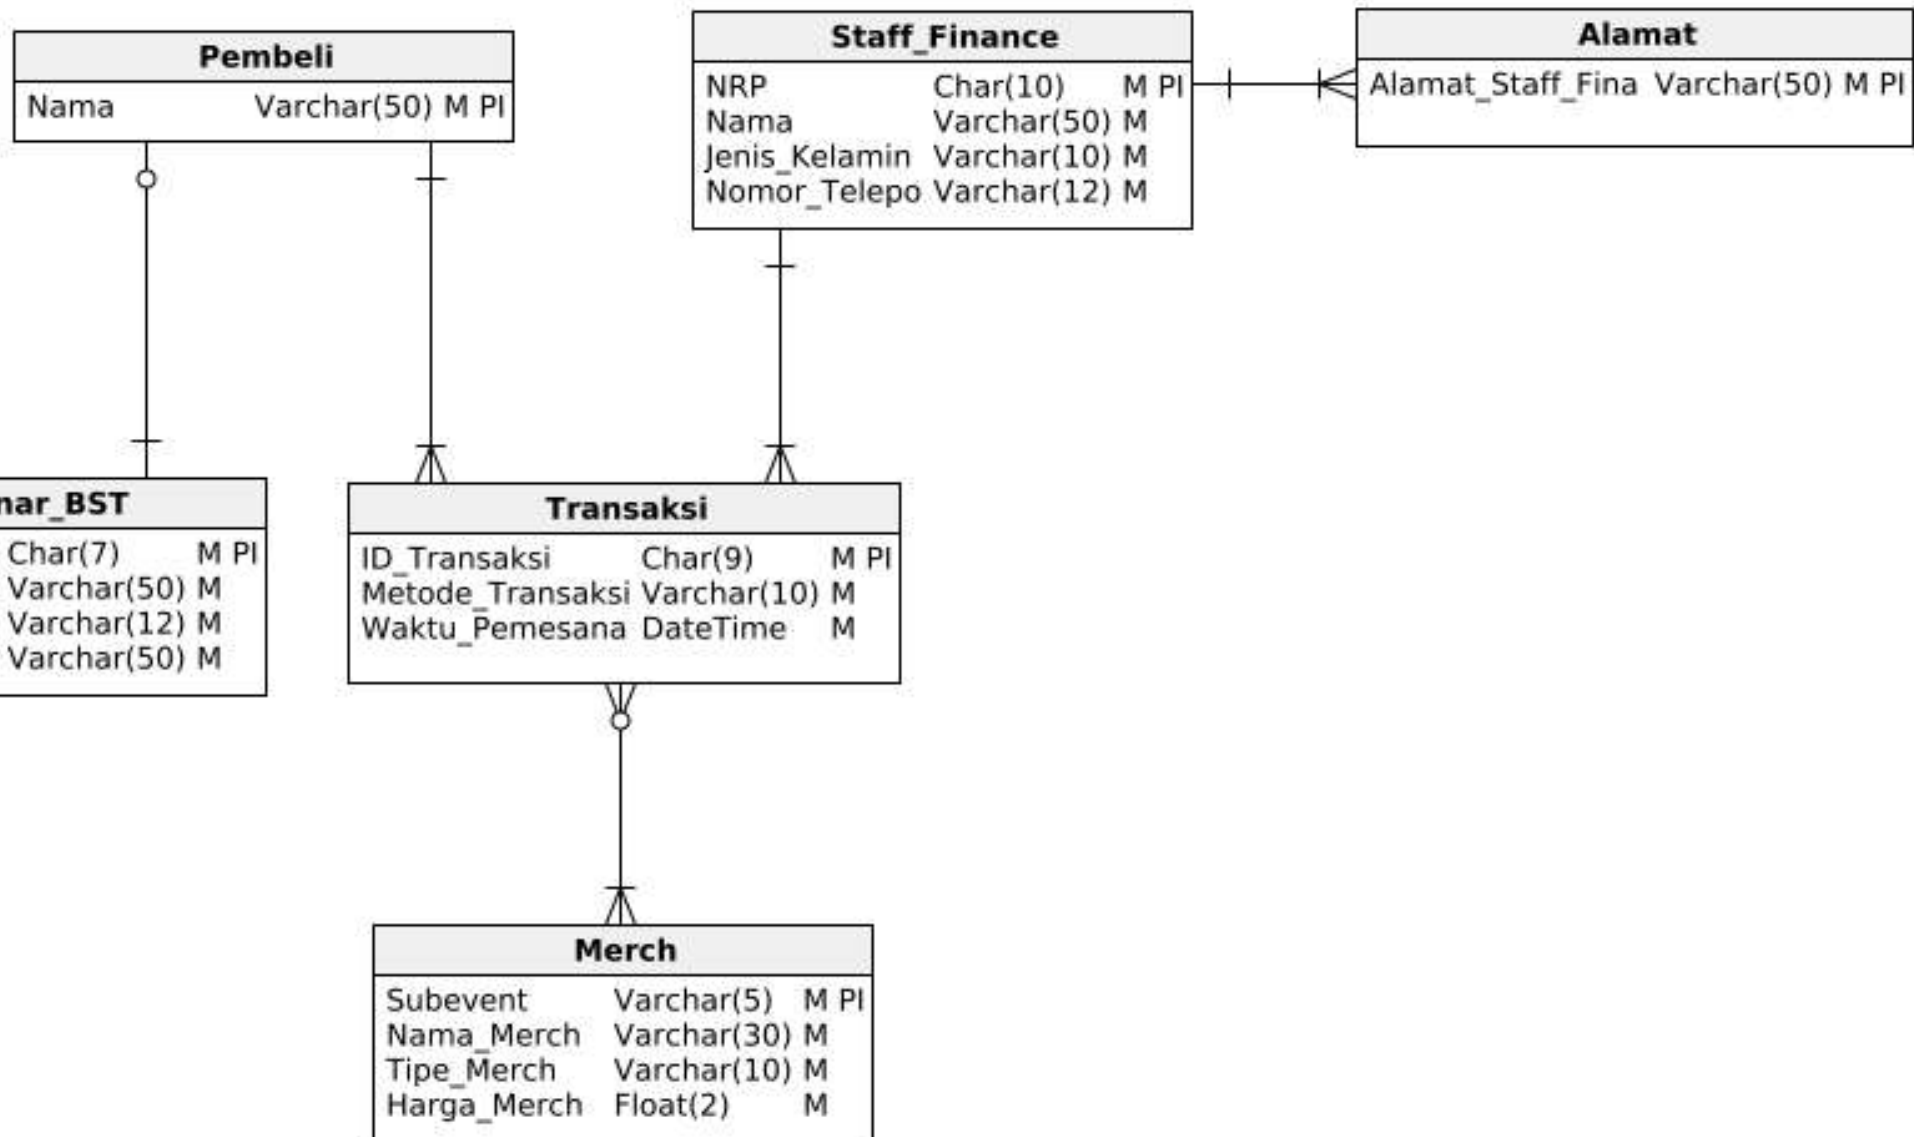 Pembeli
Nama Varchar(50) M PI
Staff_Finance
NRP Char(10) M PI
Nama Varchar(50) M
Jenis_Kelamin Varchar(10) M
Nomor_Telepo Varchar(12) M
Alamat
Alamat_Staff_Fina Varchar(50) M PI
nar_BST
Char(7) M PI
Varchar(50) M
Varchar(12) M
Varchar(50) M
Transaksi
ID_Transaksi Char(9) M PI
Metode_Transaksi Varchar(10) M
Waktu_Pemesana DateTime M
Merch
Subevent Varchar(5) M PI
Nama_Merch Varchar(30) M
Tipe_Merch Varchar(10) M
Harga_Merch Float(2) M